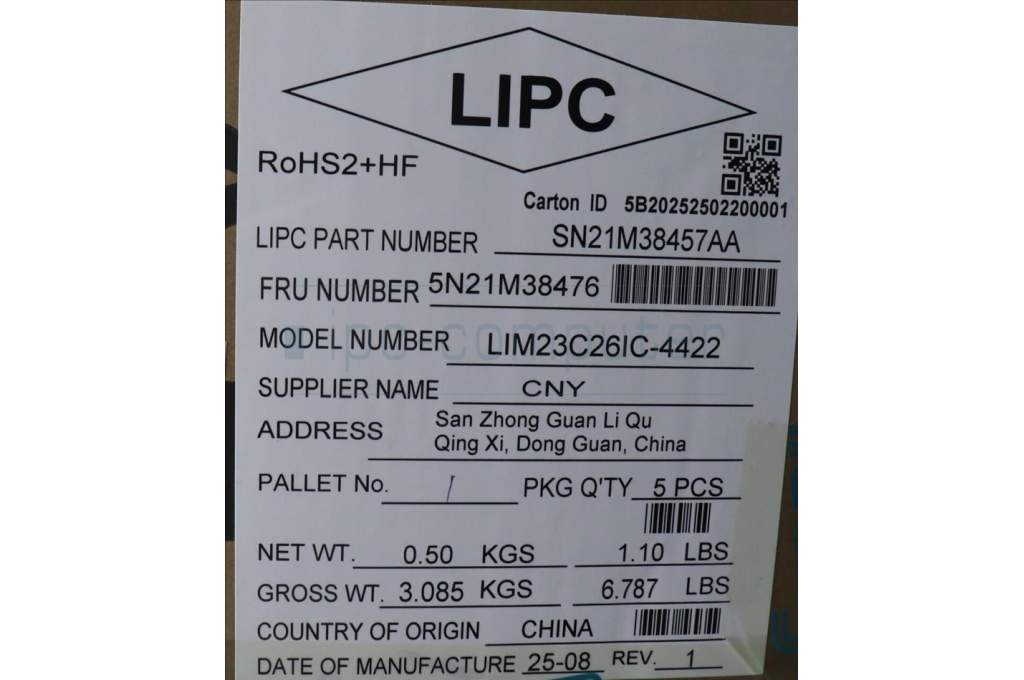 LIPC
RoHS2+HF
Carton ID 5B20252502200001
LIPC PART NUMBER SN21M38457AA
FRU NUMBER 5N21M38476
ipc computer
MODEL NUMBER LIM23C26IC-4422
SUPPLIER NAME CNY
ADDRESS San Zhong Guan Li Qu
Qing Xi, Dong Guan, China
PALLET No. 1 PKG Q'TY 5 PCS
NET WT. 0.50 KGS 1.10 LBS
GROSS WT. 3.085 KGS 6.787 LBS
COUNTRY OF ORIGIN CHINA
DATE OF MANUFACTURE 25-08 REV. 1